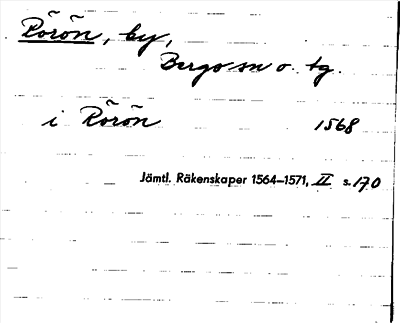 Rörön, by,
Bergs sn o. tg.
i Rörön 1568
Jämtl. Räkenskaper 1564–1571, II s. 170